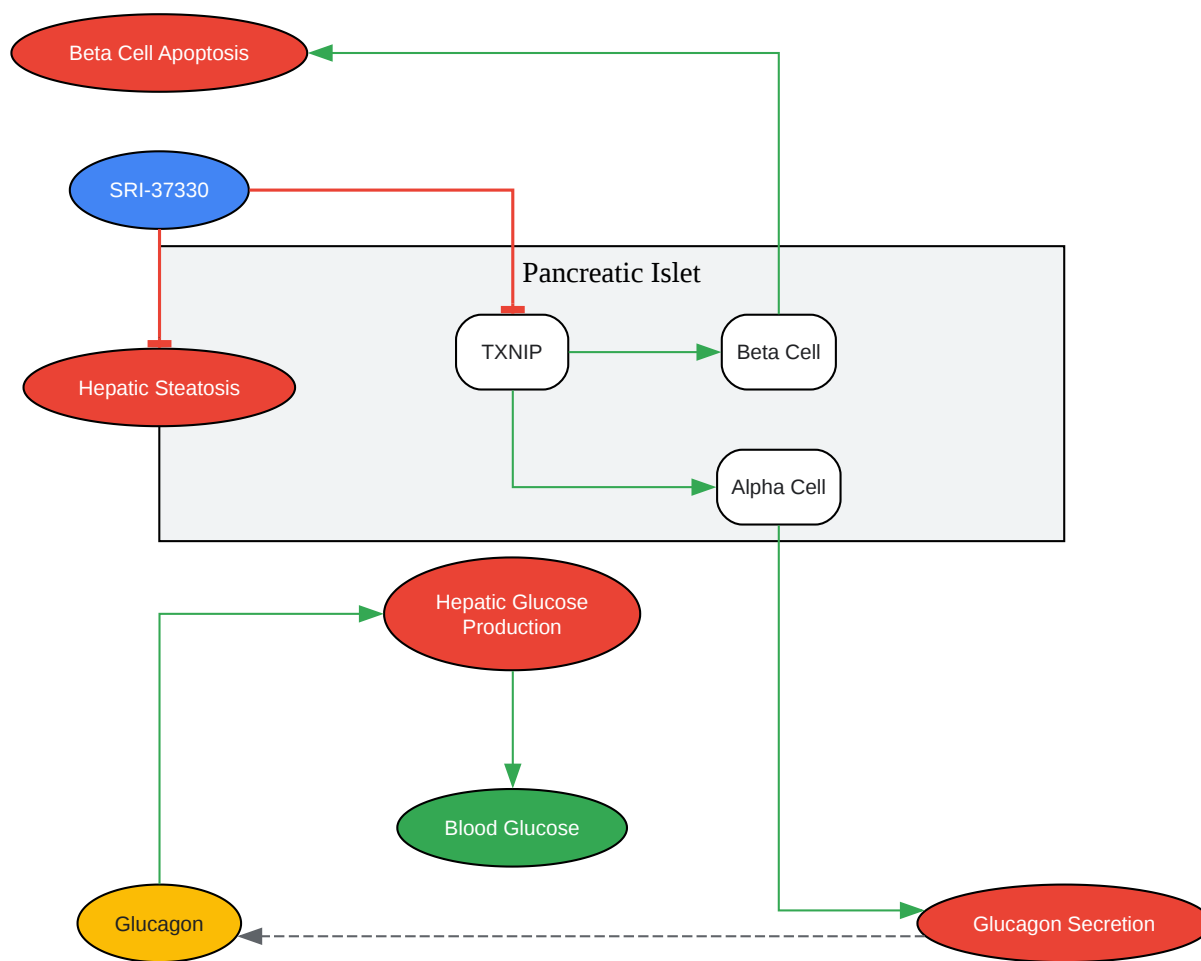 Beta Cell Apoptosis
SRI-37330
Pancreatic Islet
TXNIP
Beta Cell
Hepatic Steatosis
Alpha Cell
Hepatic Glucose
Production
Blood Glucose
Glucagon
Glucagon Secretion